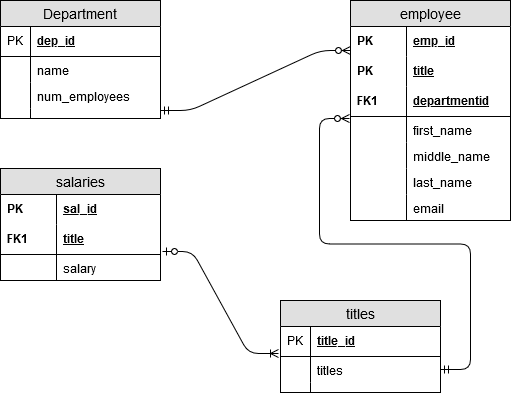 Department
PK dep_id
name
num_employees
employee
PK emp_id
PK title
FK1 departmentid
first_name
middle_name
last_name
email
salaries
PK sal_id
FK1 title
salary
titles
PK title_id
titles